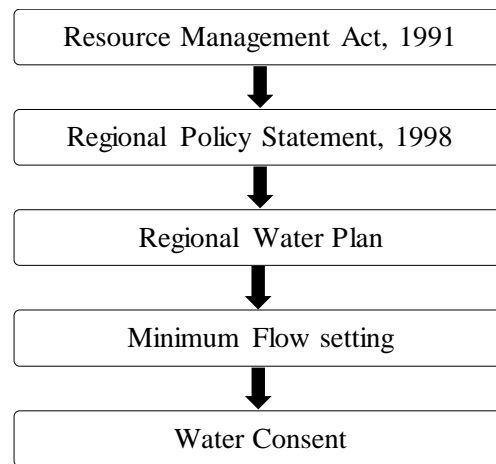 Resource Management Act, 1991
Regional Policy Statement, 1998
Regional Water Plan
Minimum Flow setting
Water Consent